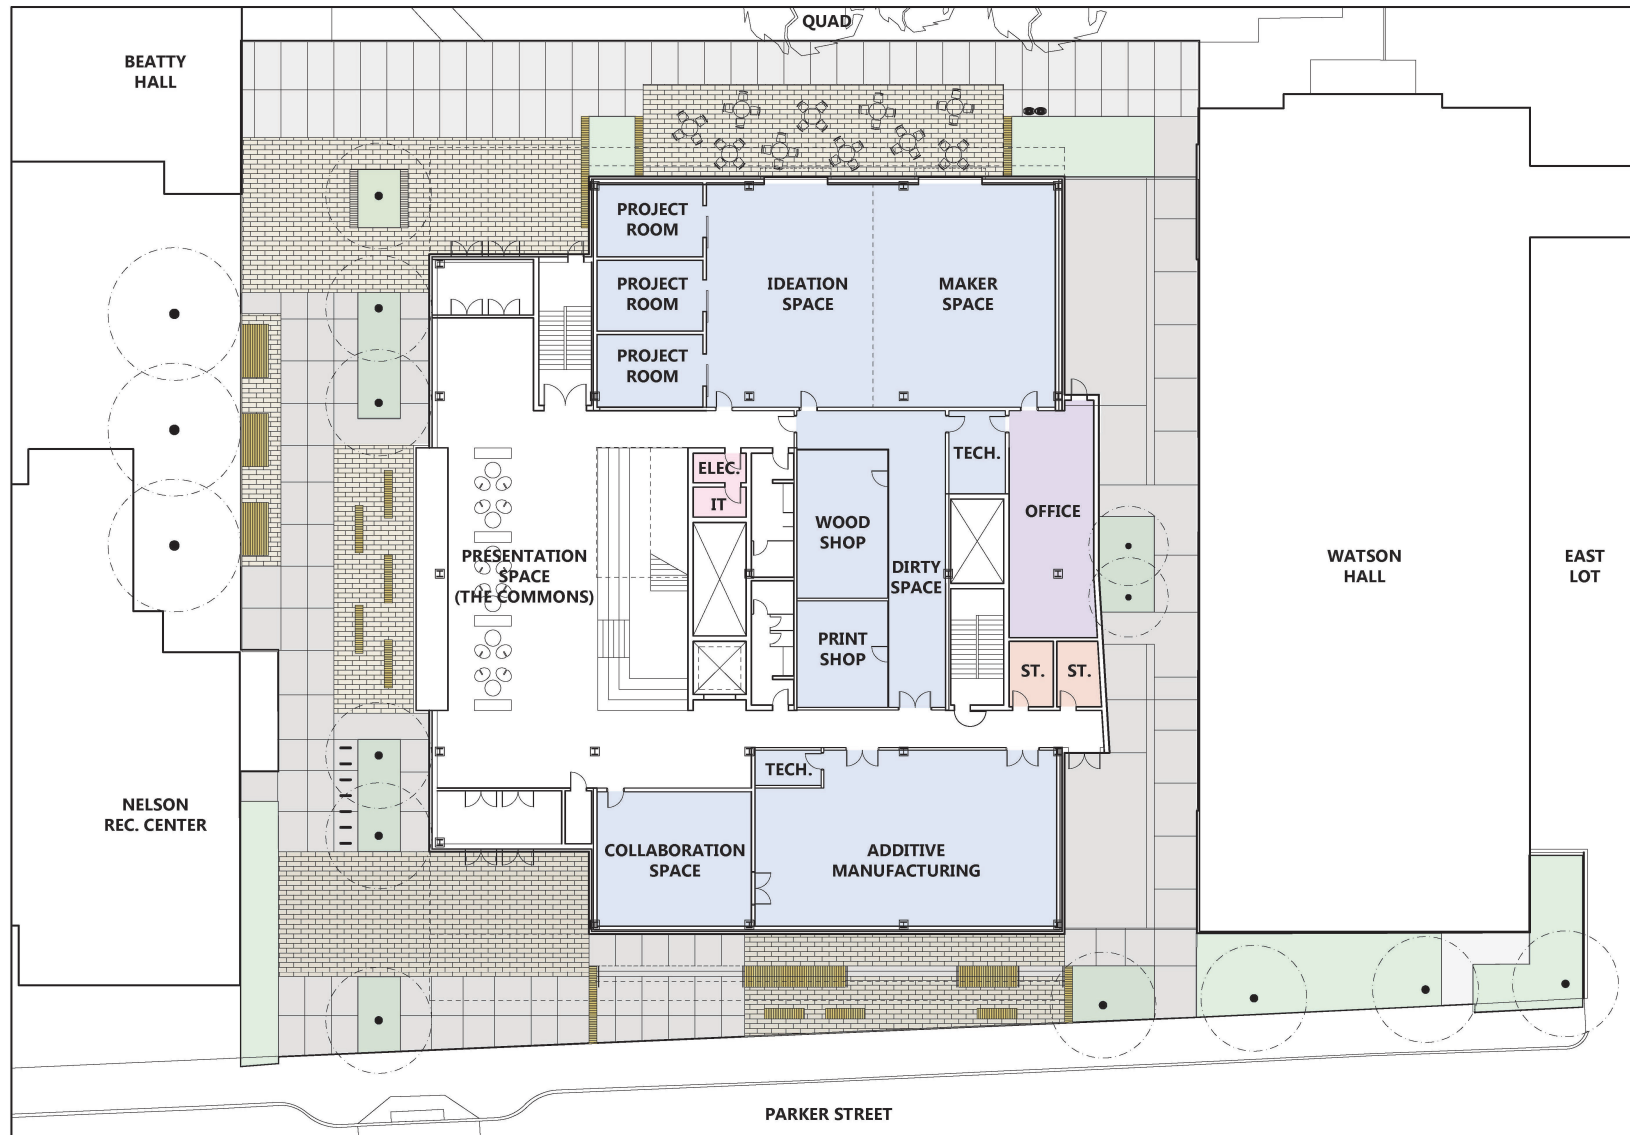 QUAD
BEATTY
HALL
PROJECT
ROOM
PROJECT
ROOM
IDEATION
SPACE
MAKER
SPACE
PROJECT
ROOM
TECH.
ELEC.
IT
OFFICE
WOOD
SHOP
PRESENTATION
SPACE
(THE COMMONS)
DIRTY
SPACE
WATSON
HALL
EAST
LOT
PRINT
SHOP
ST.
ST.
TECH.
NELSON
REC. CENTER
COLLABORATION
SPACE
ADDITIVE
MANUFACTURING
PARKER STREET